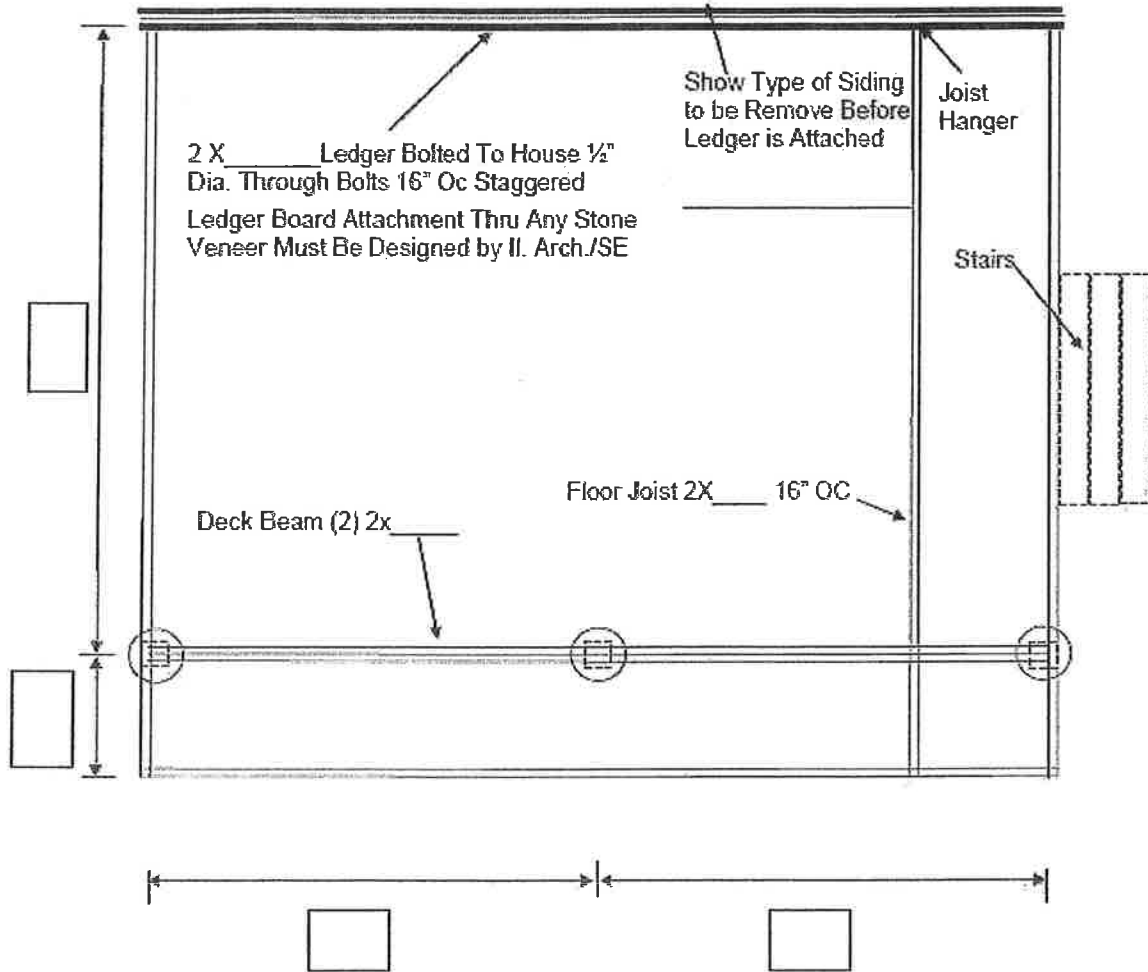 Show Type of Siding
to be Remove Before
Ledger is Attached
Joist
Hanger
2 X_______ Ledger Bolted To House ½"
Dia. Through Bolts 16" Oc Staggered
Ledger Board Attachment Thru Any Stone
Veneer Must Be Designed by Il. Arch./SE
Stairs
Floor Joist 2X____ 16" OC
Deck Beam (2) 2x_____